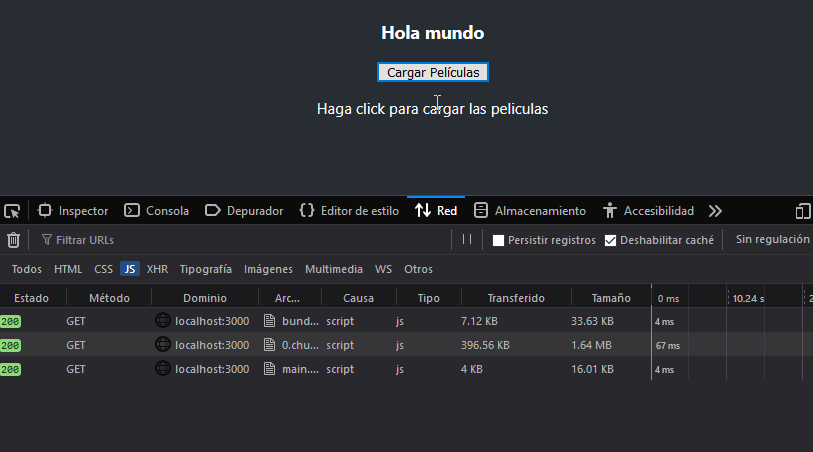 Hola mundo
Cargar Películas
Haga click para cargar las peliculas
Inspector Consola Depurador Editor de estilo Red Almacenamiento Accesibilidad
Filtrar URLs Persistir registros Deshabilitar caché Sin regulación
Todos HTML CSS JS XHR Tipografía Imágenes Multimedia WS Otros
Estado Método Dominio Arc... Causa Tipo Transferido Tamaño 0 ms 10.24 s 2
200 GET localhost:3000 bund... script js 7.12 KB 33.63 KB 4 ms
200 GET localhost:3000 0.chu... script js 396.56 KB 1.64 MB 67 ms
200 GET localhost:3000 main.... script js 4 KB 16.01 KB 4 ms